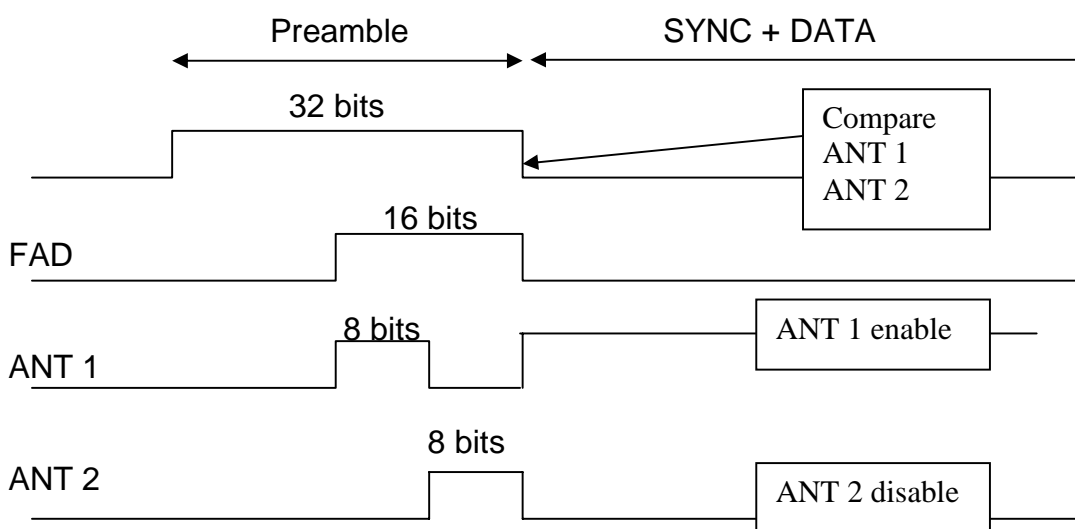 Preamble
SYNC + DATA
32 bits
Compare
ANT 1
ANT 2
16 bits
FAD
8 bits
ANT 1 enable
ANT 1
8 bits
ANT 2
ANT 2 disable